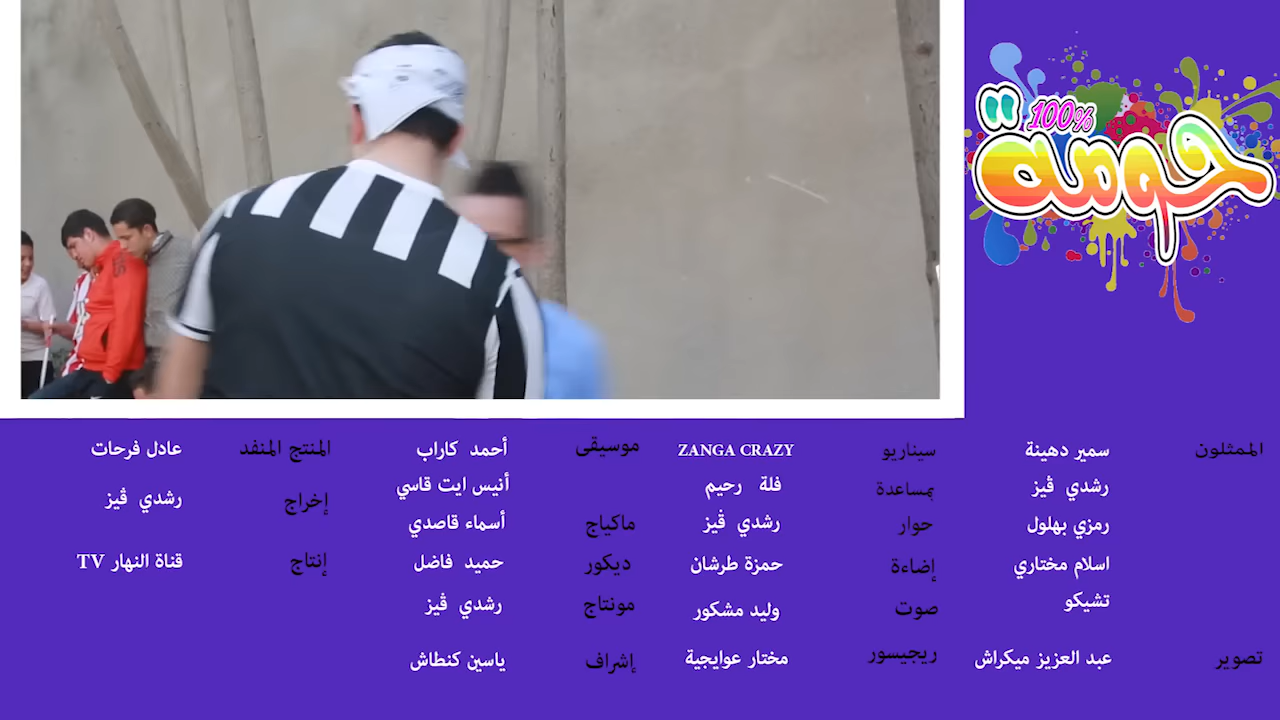 100%
حومة
الممثلون
سمير دهينة
رشدي ڤيز
رمزي بهلول
اسلام مختاري
تشيكو
تصوير
عبد العزيز ميكراش
سيناريو
ZANGA CRAZY
بمساعدة
فلة رحيم
حوار
رشدي ڤيز
إضاءة
حمزة طرشان
صوت
وليد مشكور
ريجيسور
مختار عوايجية
موسيقى
أحمد كاراب
أنيس ايت قاسي
ماكياج
أسماء قاصدي
ديكور
حميد فاضل
مونتاج
رشدي ڤيز
إشراف
ياسين كنطاش
المنتج المنفد
عادل فرحات
إخراج
رشدي ڤيز
إنتاج
قناة النهار TV